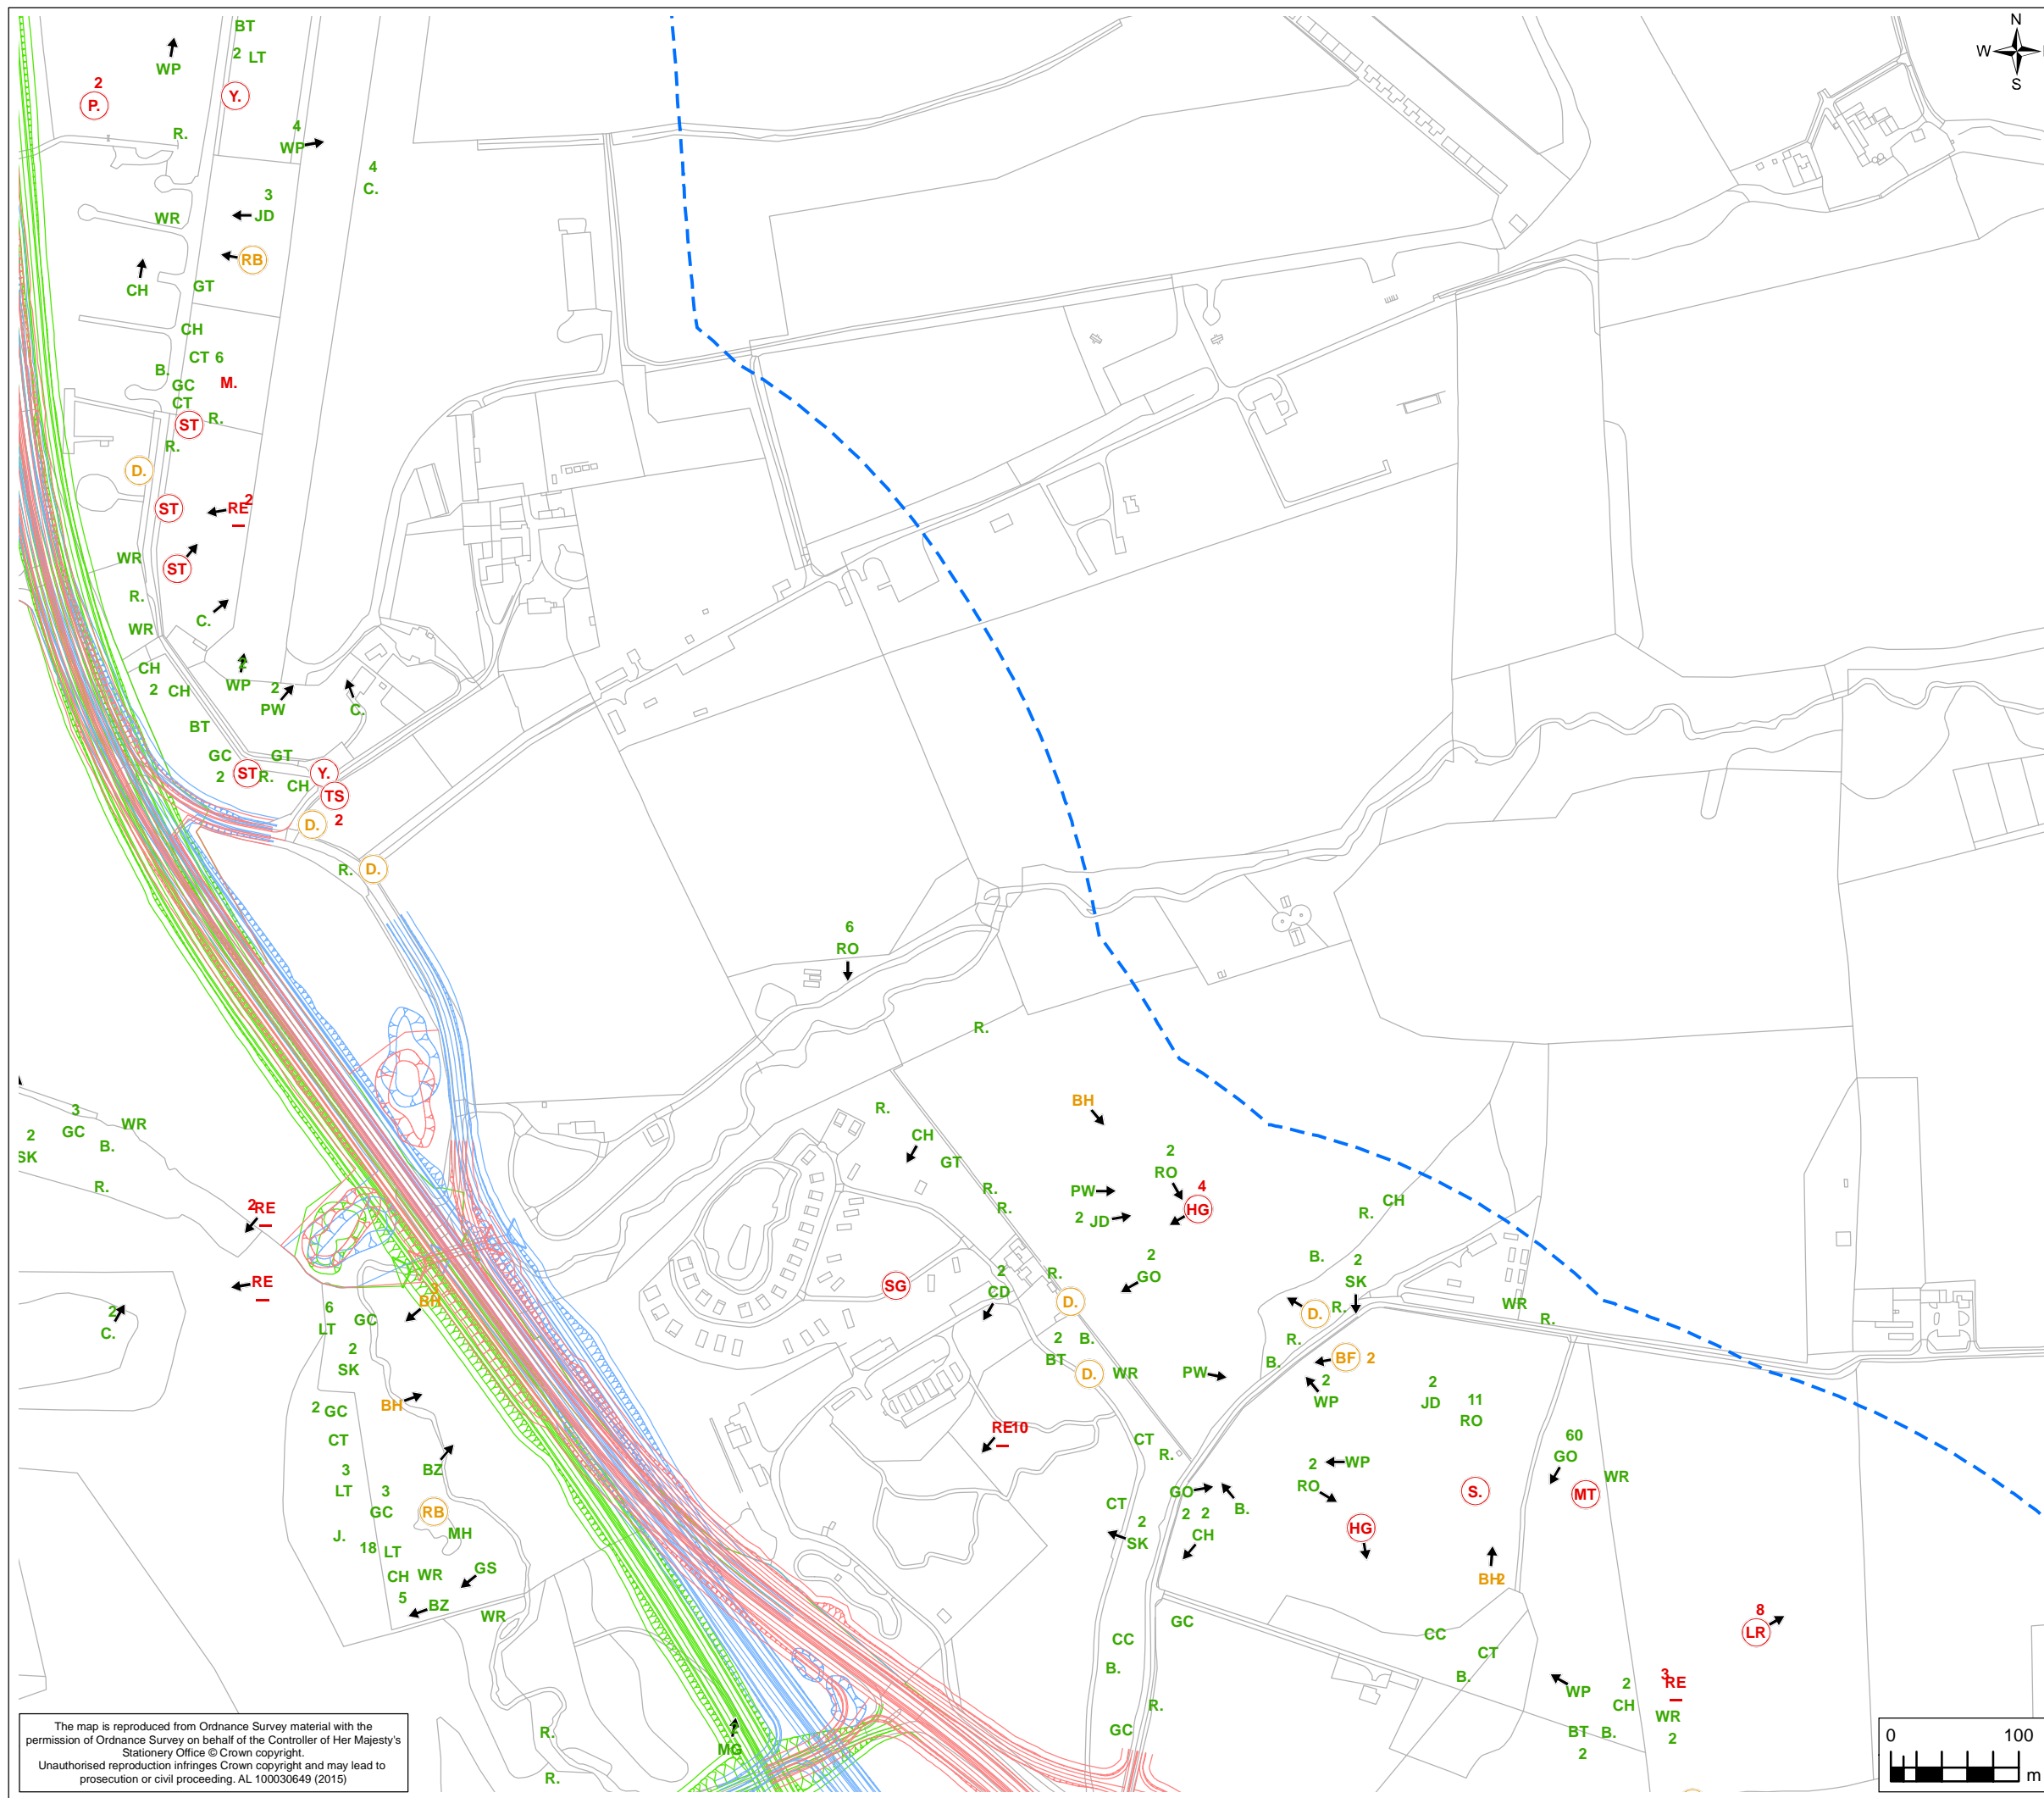 BT
N
2 LT
WP
W
S
2
P.
Y.
R.
4
WP
4
C.
3
JD
WR
RB
CH
GT
CH
CT 6
B.
GC
M.
CT
R.
ST
R.
D.
2
RE
ST
WR
ST
R.
C.
WR
2
CH
WP
2
2 CH
PW
C.
BT
GC
GT
2
ST
R.
Y.
CH
TS
D.
2
R.
D.
6
RO
R.
BH
3
GC
WR
R.
2
SK
B.
CH
2
RO
GT
R.
PW
R.
4
HG
CH
2
RE
R.
R.
2 JD
2
GO
B.
2
SK
RE
2
CD
SG
R.
3
BH
D.
D.
R.
WR
R.
2
C.
6
LT
GC
2
BT
B.
R.
2
SK
D.
WR
B.
BF 2
PW
2
WP
2
JD
11
RO
BH
2 GC
CT
RE10
CT
R.
60
GO
BZ
2
RO
WP
WR
3
LT
3
GC
GO
S.
MT
RB
CT
2
SK
2 2
CH
B.
HG
J.
MH
18 LT
GS
CH
WR
BH2
5
BZ
WR
GC
8
LR
CC
CC
B.
CT
B.
3
RE
WP
2
CH
R.
R.
WR
2
GC
BT B.
2
MG
R.
The map is reproduced from Ordnance Survey material with the
permission of Ordnance Survey on behalf of the Controller of Her Majesty's
Stationery Office © Crown copyright.
Unauthorised reproduction infringes Crown copyright and may lead to
prosecution or civil proceeding. AL 100030649 (2015)
0 100
m